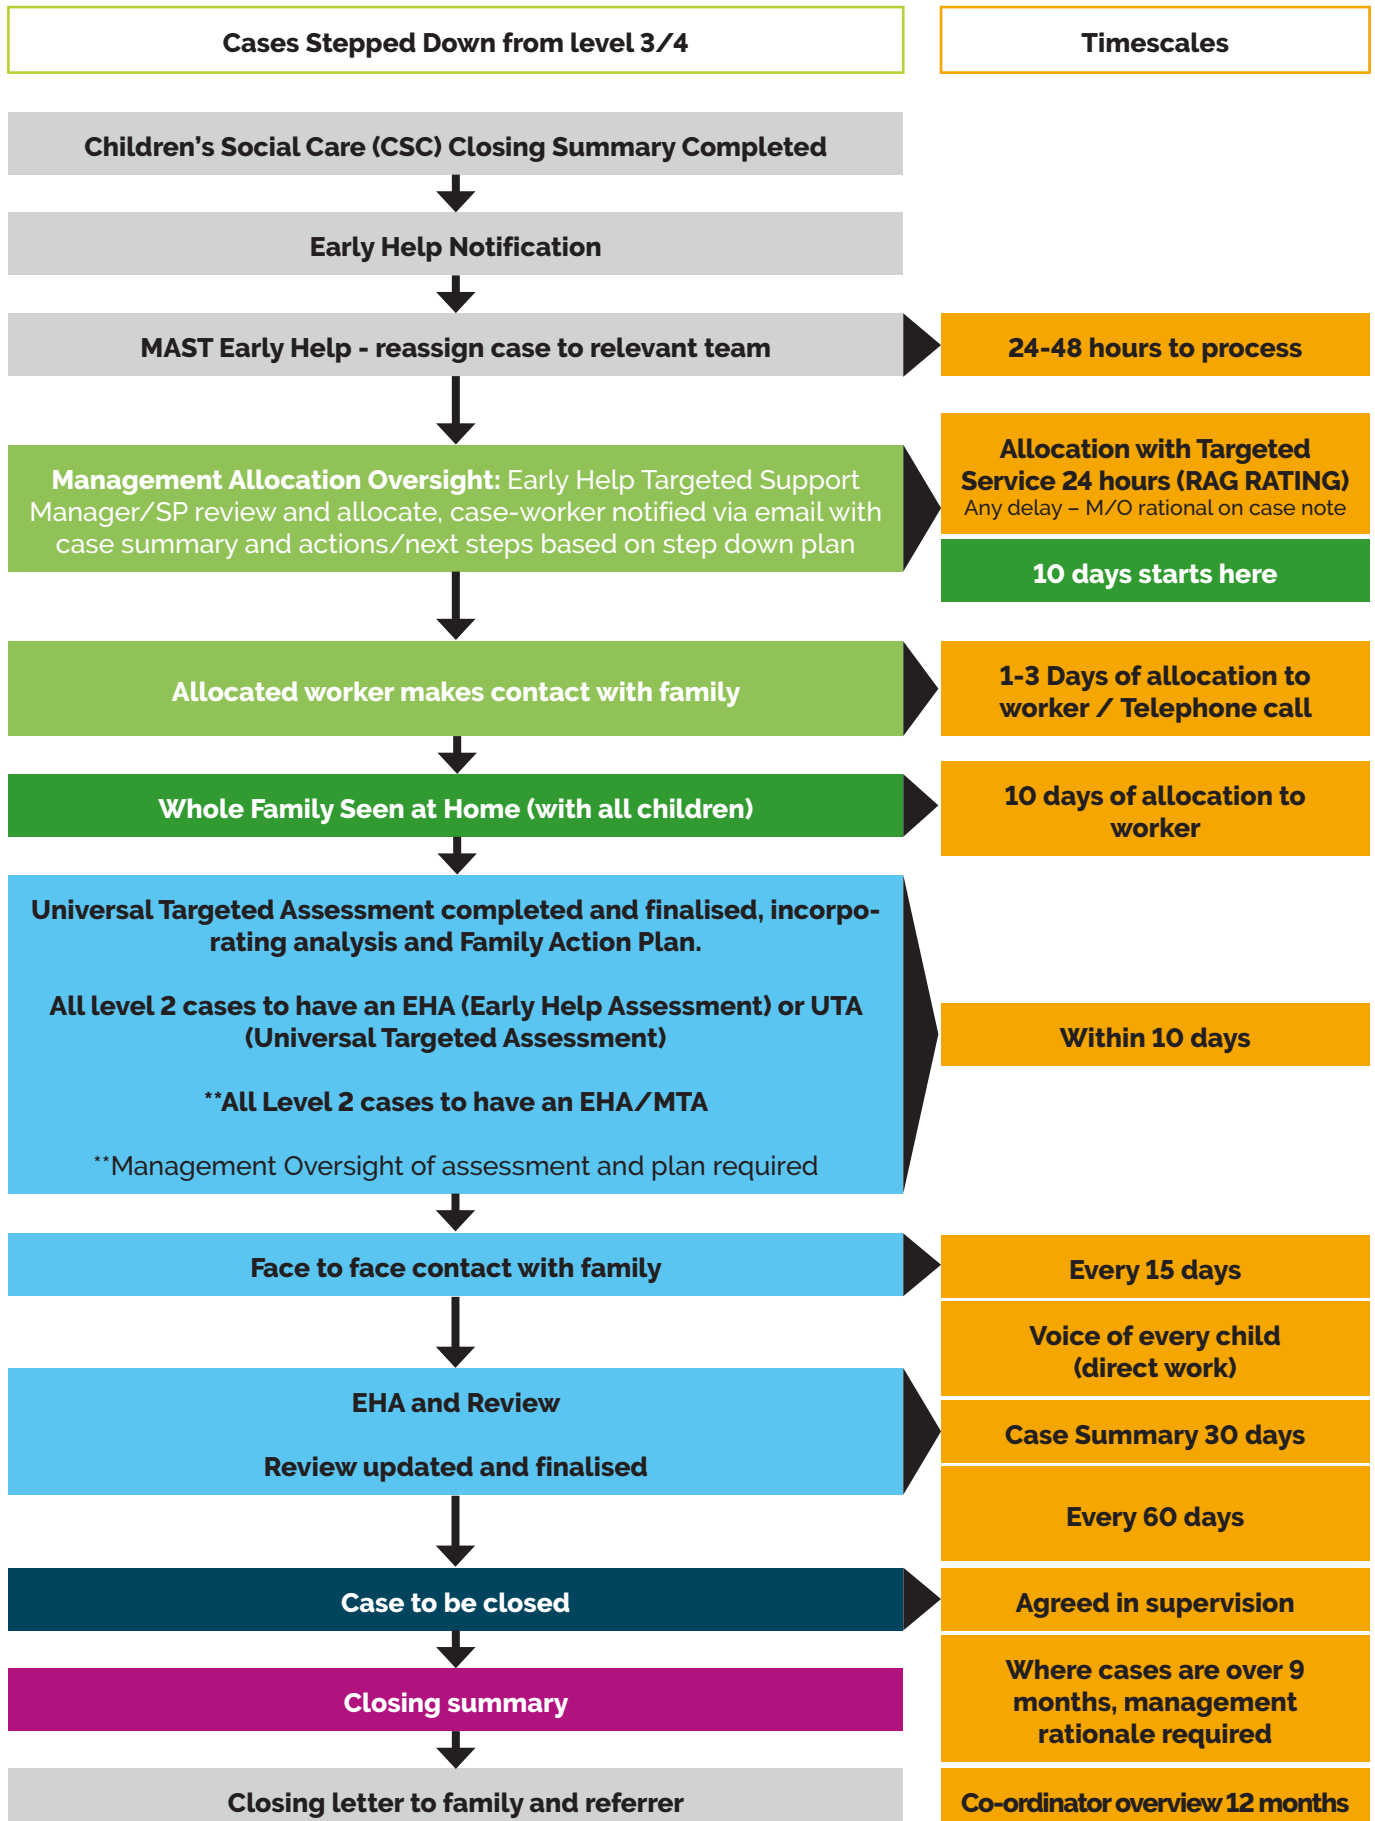 Cases Stepped Down from level 3/4
Timescales
Children's Social Care (CSC) Closing Summary Completed
Early Help Notification
MAST Early Help - reassign case to relevant team
24-48 hours to process
Management Allocation Oversight: Early Help Targeted Support
Manager/SP review and allocate, case-worker notified via email with
case summary and actions/next steps based on step down plan
Allocation with Targeted
Service 24 hours (RAG RATING)
Any delay – M/O rational on case note
10 days starts here
Allocated worker makes contact with family
1-3 Days of allocation to
worker / Telephone call
Whole Family Seen at Home (with all children)
10 days of allocation to
worker
Universal Targeted Assessment completed and finalised, incorpo-
rating analysis and Family Action Plan.
All level 2 cases to have an EHA (Early Help Assessment) or UTA
(Universal Targeted Assessment)
**All Level 2 cases to have an EHA/MTA
**Management Oversight of assessment and plan required
Within 10 days
Face to face contact with family
Every 15 days
Voice of every child
(direct work)
EHA and Review
Review updated and finalised
Case Summary 30 days
Every 60 days
Case to be closed
Agreed in supervision
Closing summary
Where cases are over 9
months, management
rationale required
Closing letter to family and referrer
Co-ordinator overview 12 months